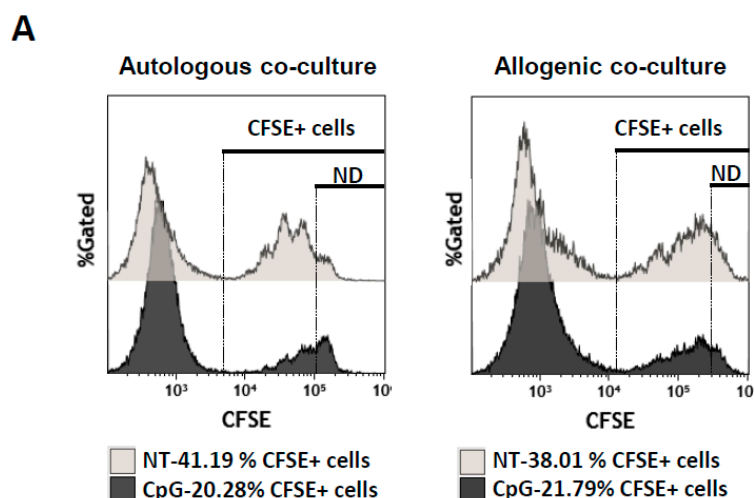 A
Autologous co-culture
Allogenic co-culture
CFSE+ cells
ND
%Gated
10³
10⁴
10⁵
10
CFSE
NT-41.19 % CFSE+ cells
CpG-20.28% CFSE+ cells
CFSE+ cells
ND
%Gated
10³
10⁴
10⁵
10
CFSE
NT-38.01 % CFSE+ cells
CpG-21.79% CFSE+ cells